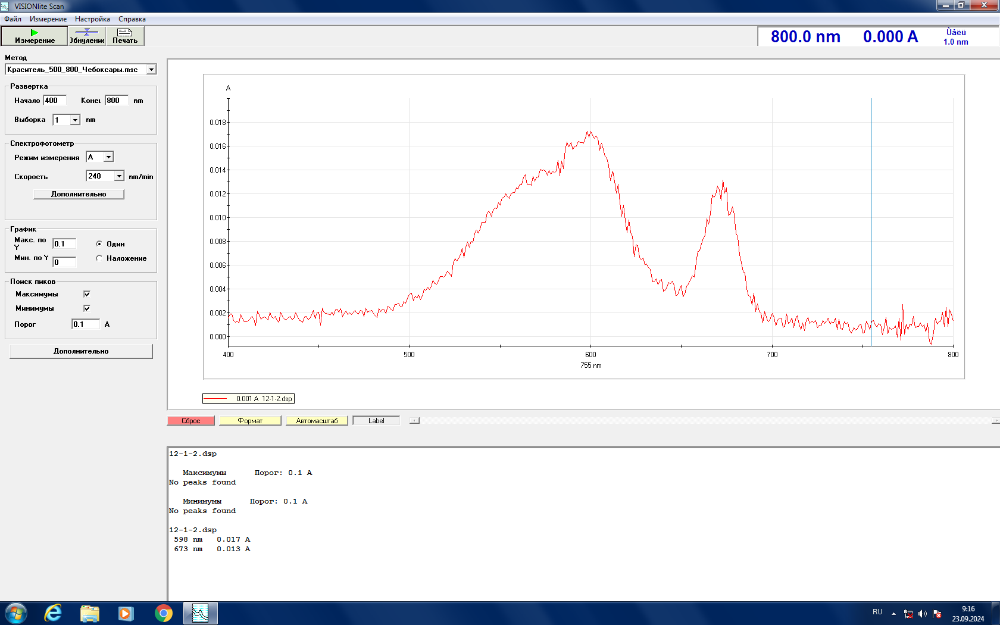 VISIONlite Scan
Файл Измерение Настройка Справка
Измерение Обнуление Печать
800.0 nm 0.000 A Ùåëü
1.0 nm
Метод
Краситель_500_800_Чебоксары.msc
Развертка
Начало 400 Конец 800 nm
Выборка 1 nm
Спектрофотометр
Режим измерения A
Скорость 240 nm/min
Дополнительно
График
Макс. по Y 0.1 Один
Мин. по Y 0 Наложение
Поиск пиков
Максимумы
Минимумы
Порог 0.1 A
Дополнительно
A
0.018
0.016
0.014
0.012
0.010
0.008
0.006
0.004
0.002
0.000
400 500 600 700 800
755 nm
0.001 A 12-1-2.dsp
Сброс Формат Автомасштаб Label
12-1-2.dsp
Максимумы Порог: 0.1 A
No peaks found
Минимумы Порог: 0.1 A
No peaks found
12-1-2.dsp
598 nm 0.017 A
673 nm 0.013 A
RU 9:16
23.09.2024